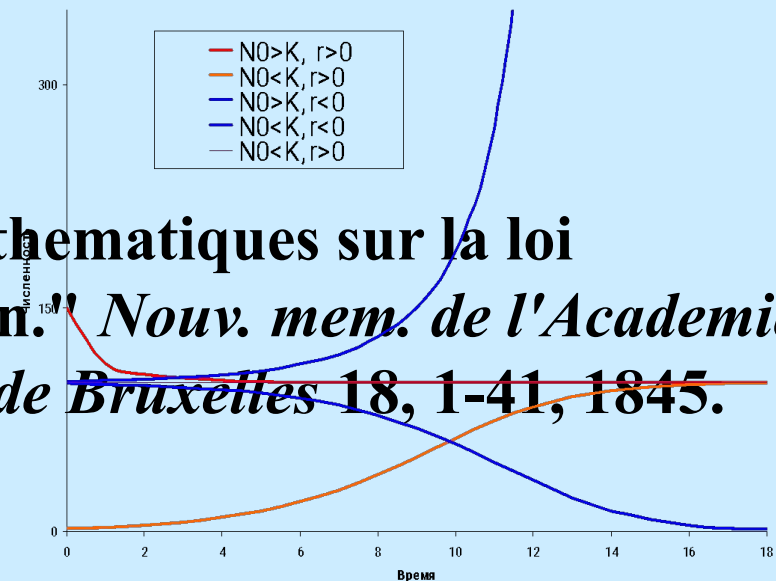 300
N0>K, r>0
N0<K,r>0
N0>K,r<0
N0<K,r<0
N0<K,r>0
thematiques sur la loi
численность
150
n." Nouv. mem. de l'Academi
de Bruxelles 18, 1-41, 1845.
0
0 2 4 6 8 10 12 14 16 18
Время